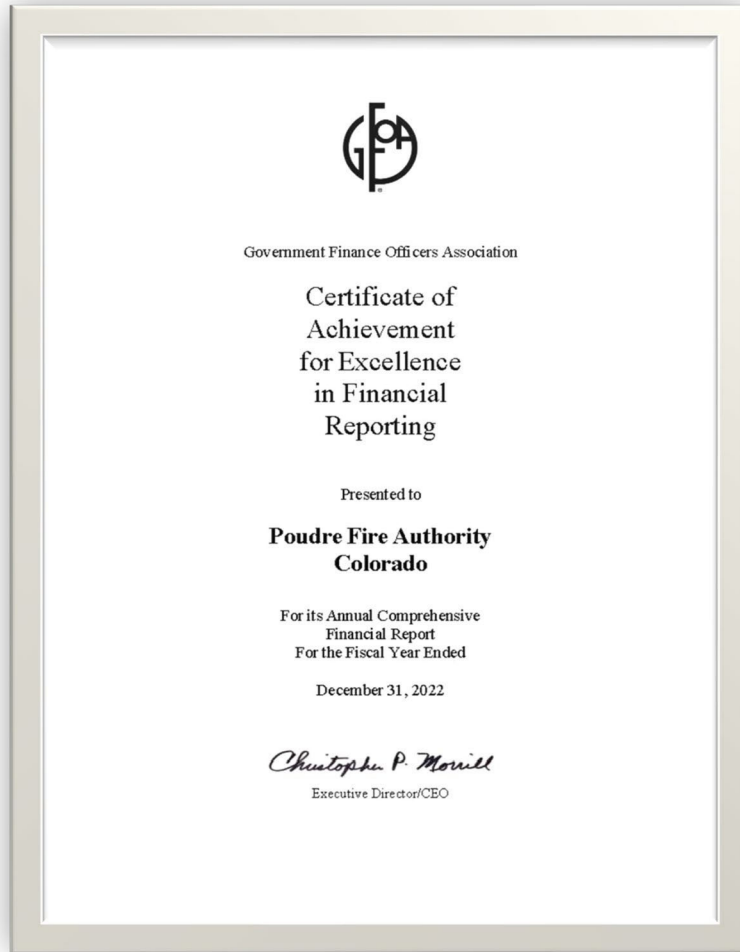 GFOA
Government Finance Officers Association
Certificate of
Achievement
for Excellence
in Financial
Reporting
Presented to
Poudre Fire Authority
Colorado
For its Annual Comprehensive
Financial Report
For the Fiscal Year Ended
December 31, 2022
Christopher P. Morrill
Executive Director/CEO